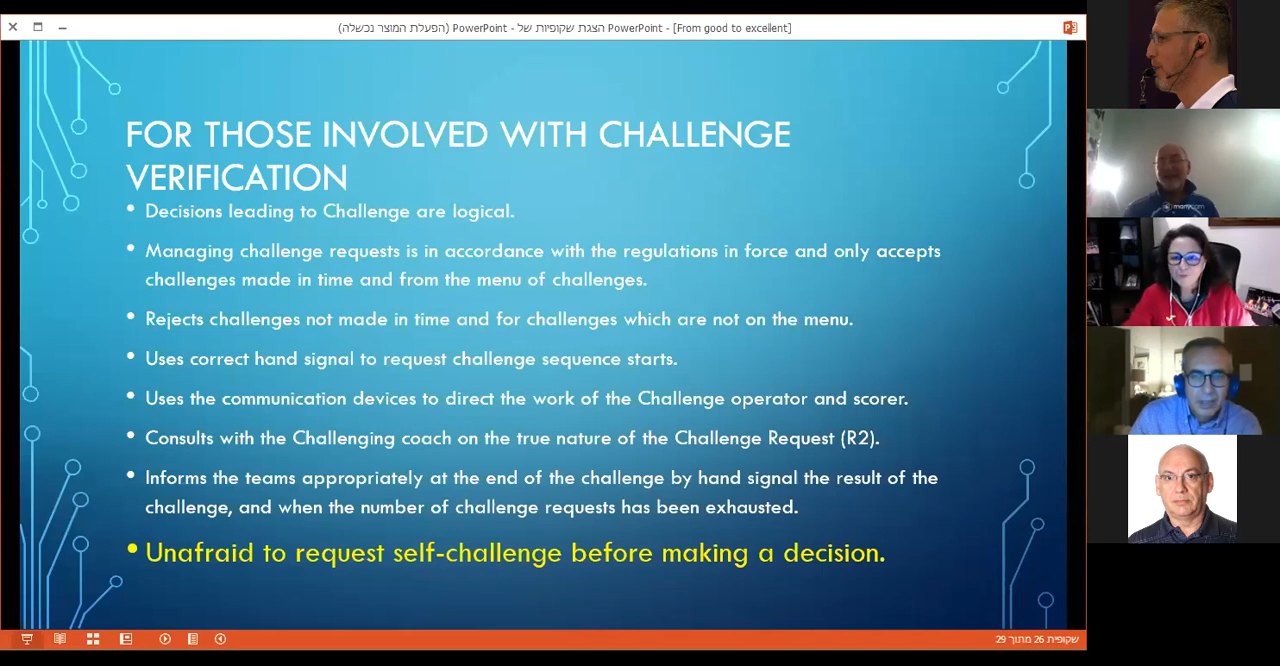 [From good to excellent] - PowerPoint הצגת שקופיות של - PowerPoint (הפעלת המוצר נכשלה)
FOR THOSE INVOLVED WITH CHALLENGE
VERIFICATION
• Decisions leading to Challenge are logical.
• Managing challenge requests is in accordance with the regulations in force and only accepts
challenges made in time and from the menu of challenges.
• Rejects challenges not made in time and for challenges which are not on the menu.
• Uses correct hand signal to request challenge sequence starts.
• Uses the communication devices to direct the work of the Challenge operator and scorer.
• Consults with the Challenging coach on the true nature of the Challenge Request (R2).
• Informs the teams appropriately at the end of the challenge by hand signal the result of the
challenge, and when the number of challenge requests has been exhausted.
• Unafraid to request self-challenge before making a decision.
שקופית 26 מתוך 29